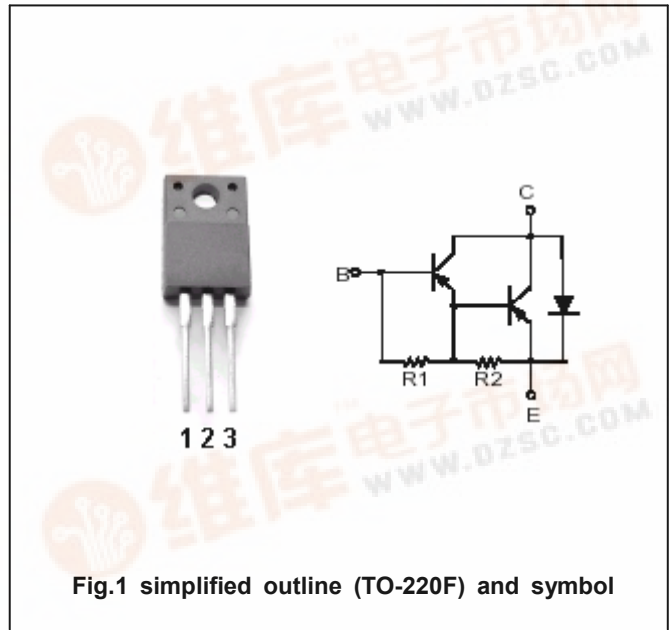 维库电子市场网
WWW.DZSC.COM
C
B
R1
R2
E
1 2 3
维库电子市场网
WWW.DZSC.COM
Fig.1 simplified outline (TO-220F) and symbol